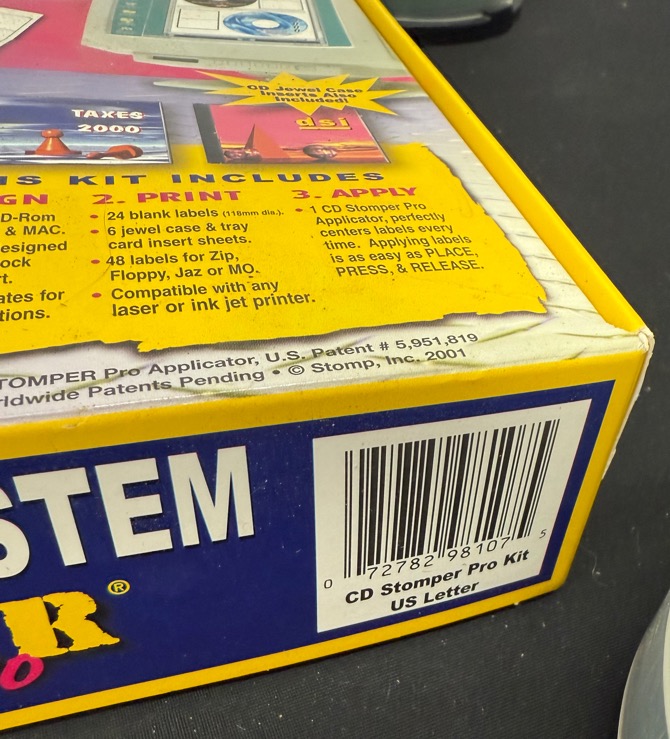 CD Jewel Case
Inserts Also
Included!
TAXES
2000
dsj
IS KIT INCLUDES
GN
D-Rom
& MAC.
esigned
ock
rt.
ates for
tions.
2. PRINT
• 24 blank labels (118mm dia.).
• 6 jewel case & tray
card insert sheets.
• 48 labels for Zip,
Floppy, Jaz or MO.
• Compatible with any
laser or ink jet printer.
3. APPLY
• 1 CD Stomper Pro
Applicator, perfectly
centers labels every
time. Applying labels
is as easy as PLACE,
PRESS, & RELEASE.
TOMPER Pro Applicator, U.S. Patent # 5,951,819
rldwide Patents Pending • © Stomp, Inc. 2001
STEM
R®
O
0 72782 98107 5
CD Stomper Pro Kit
US Letter